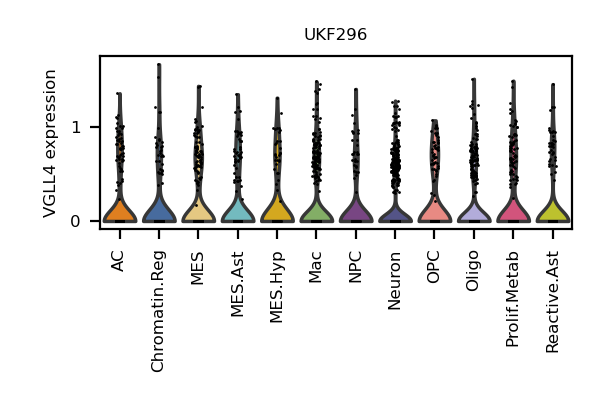 UKF296
VGLL4 expression
1
0
AC
Chromatin.Reg
MES
MES.Ast
MES.Hyp
Mac
NPC
Neuron
OPC
Oligo
Prolif.Metab
Reactive.Ast